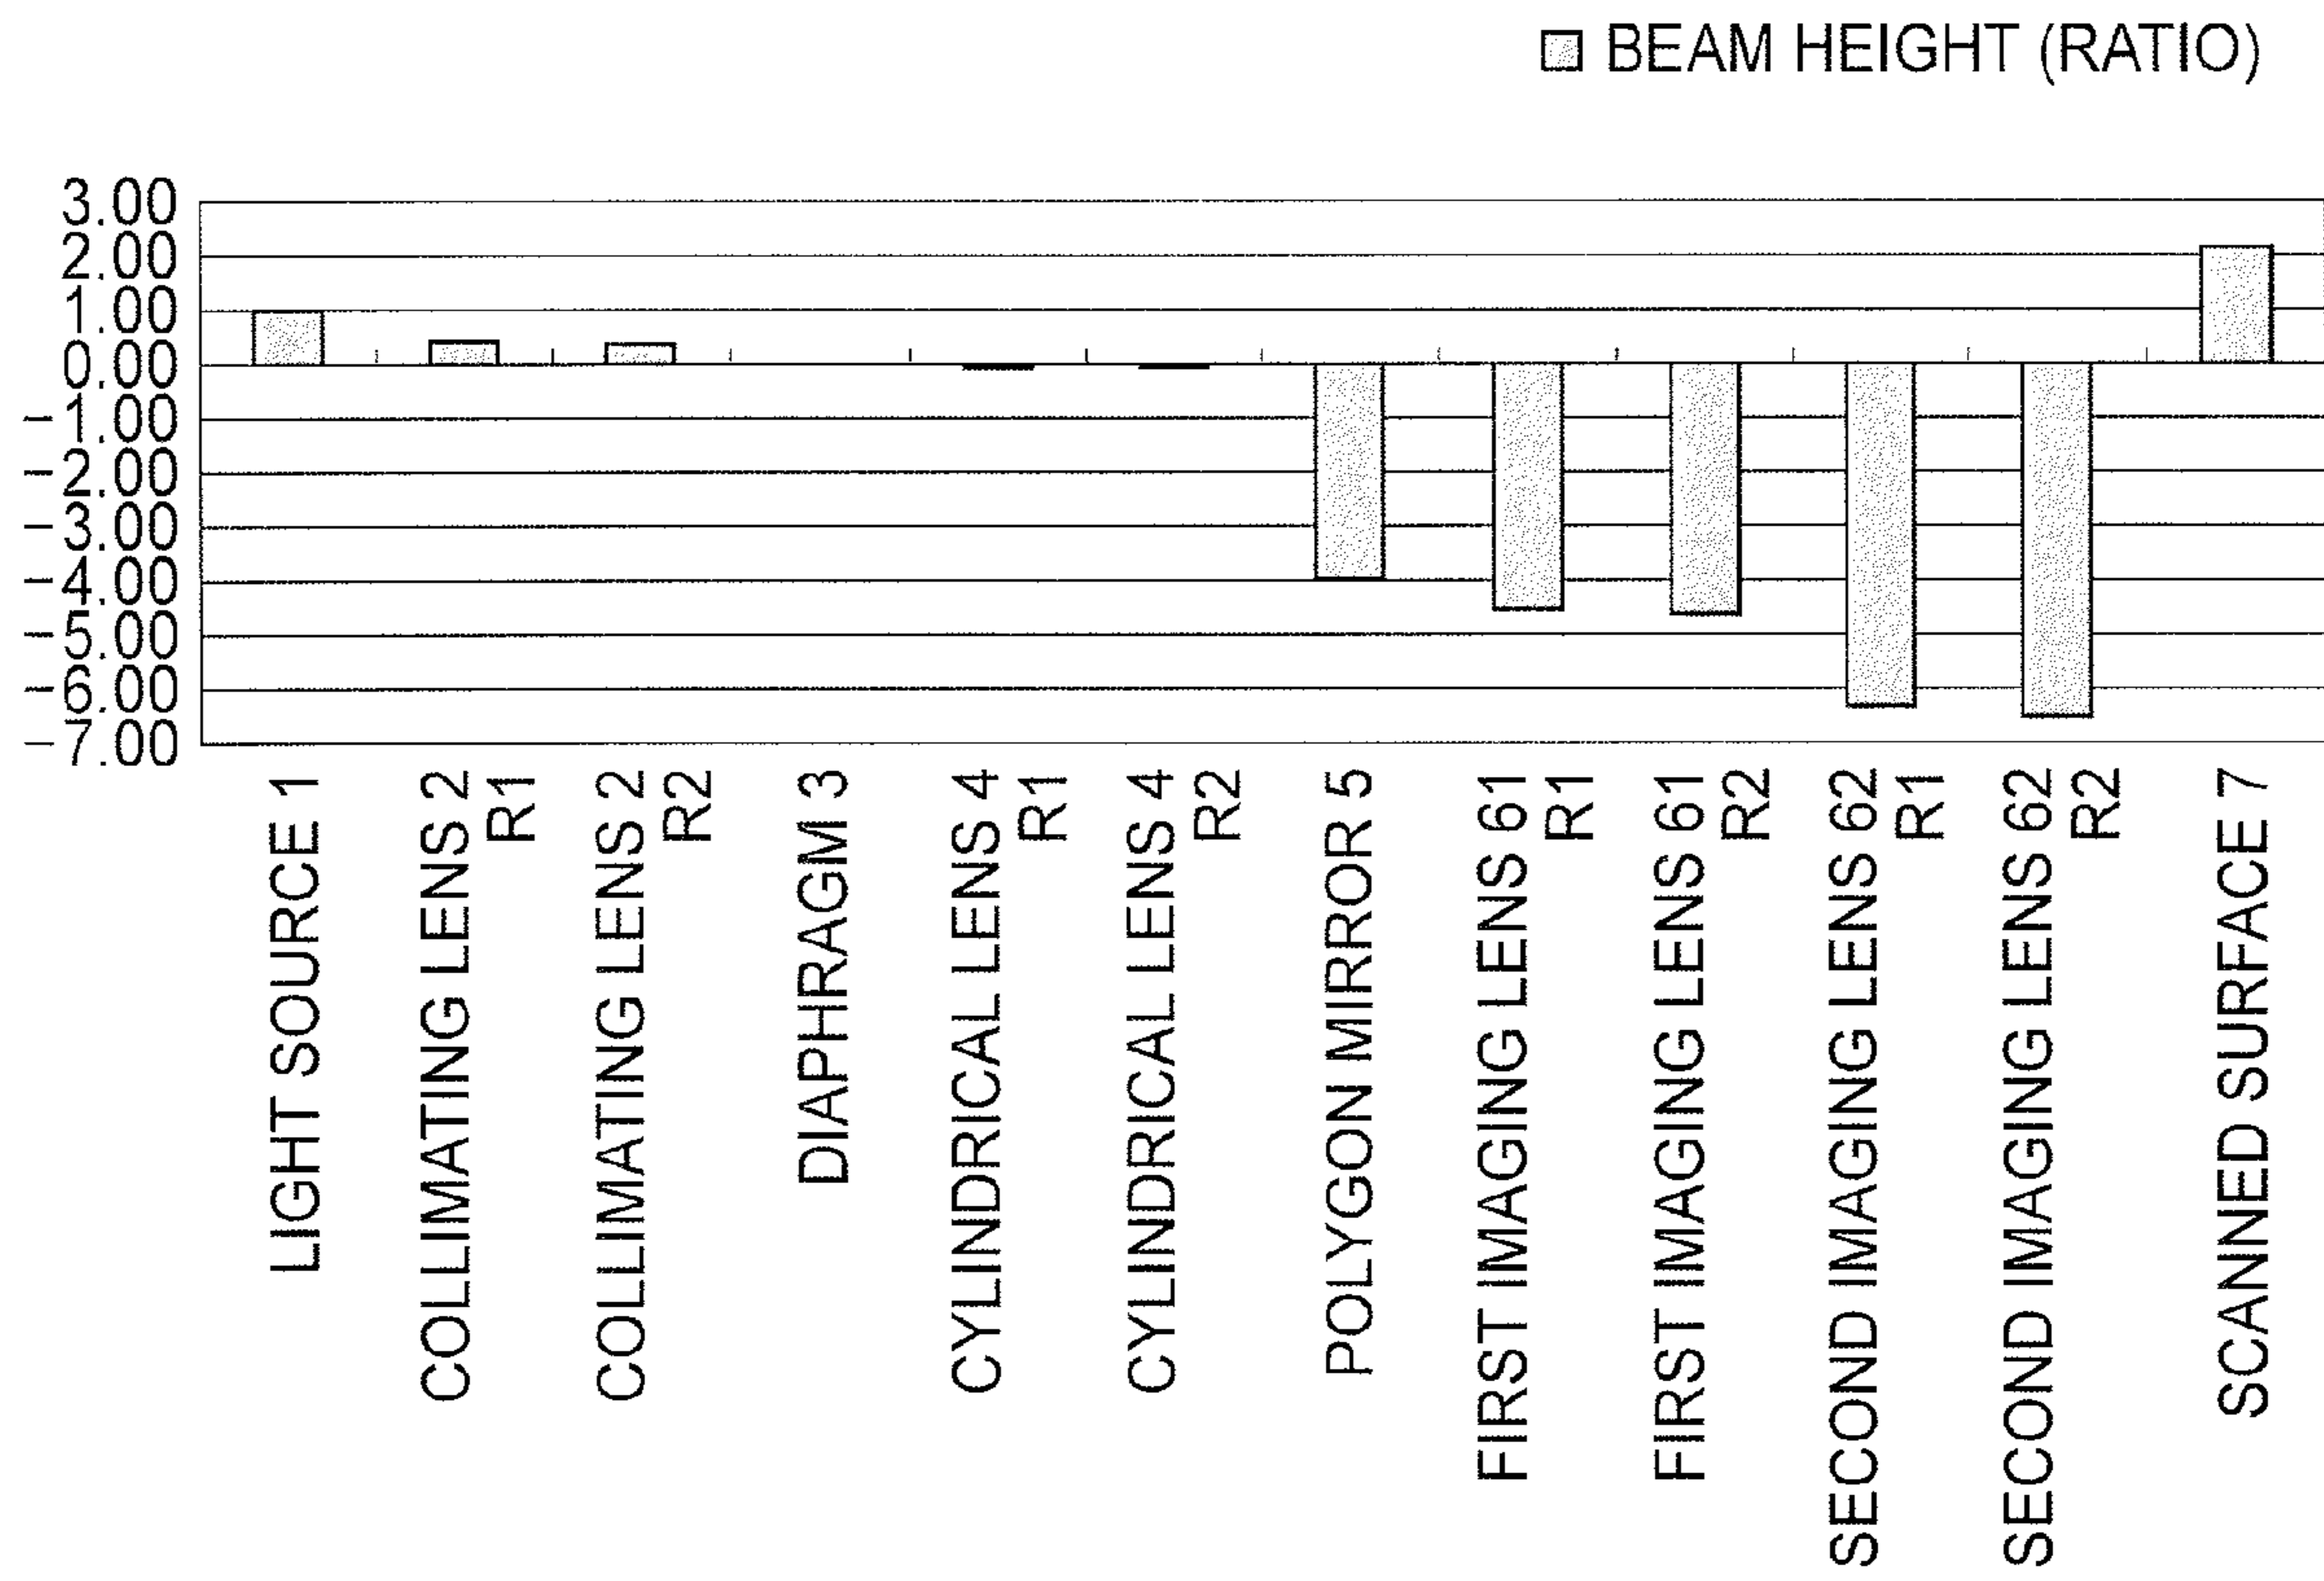 BEAM HEIGHT (RATIO)
3.00
2.00
1.00
0.00
-1.00
-2.00
-3.00
-4.00
-5.00
-6.00
-7.00
LIGHT SOURCE 1
COLLIMATING LENS 2
R1
COLLIMATING LENS 2
R2
DIAPHRAGM 3
CYLINDRICAL LENS 4
R1
CYLINDRICAL LENS 4
R2
POLYGON MIRROR 5
FIRST IMAGING LENS 61
R1
FIRST IMAGING LENS 61
R2
SECOND IMAGING LENS 62
R1
SECOND IMAGING LENS 62
R2
SCANNED SURFACE 7